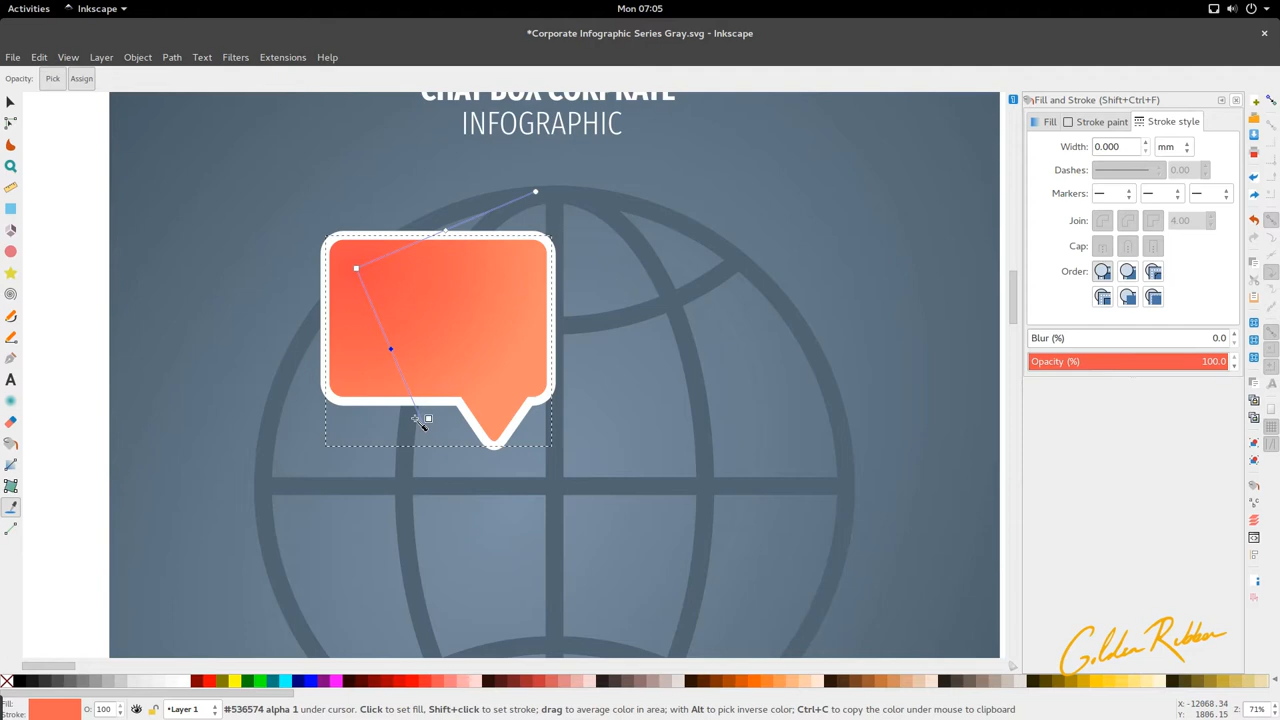 Activities
Inkscape
Mon 07:05
*Corporate Infographic Series Gray.svg - Inkscape
File Edit View Layer Object Path Text Filters Extensions Help
Opacity: Pick Assign
CHAT BOX CORPRATE
INFOGRAPHIC
Fill and Stroke (Shift+Ctrl+F)
Fill
Stroke paint
Stroke style
Width: 0.000 mm
Dashes: 0.00
Markers:
Join: 4.00
Cap:
Order:
Blur (%) 0.0
Opacity (%) 100.0
Golden Ribbon
Fill:
Stroke:
O: 100
•Layer 1
#536574 alpha 1 under cursor. Click to set fill, Shift+click to set stroke; drag to average color in area; with Alt to pick inverse color; Ctrl+C to copy the color under mouse to clipboard
X: -12068.34
Y: 1806.15
Z: 71%